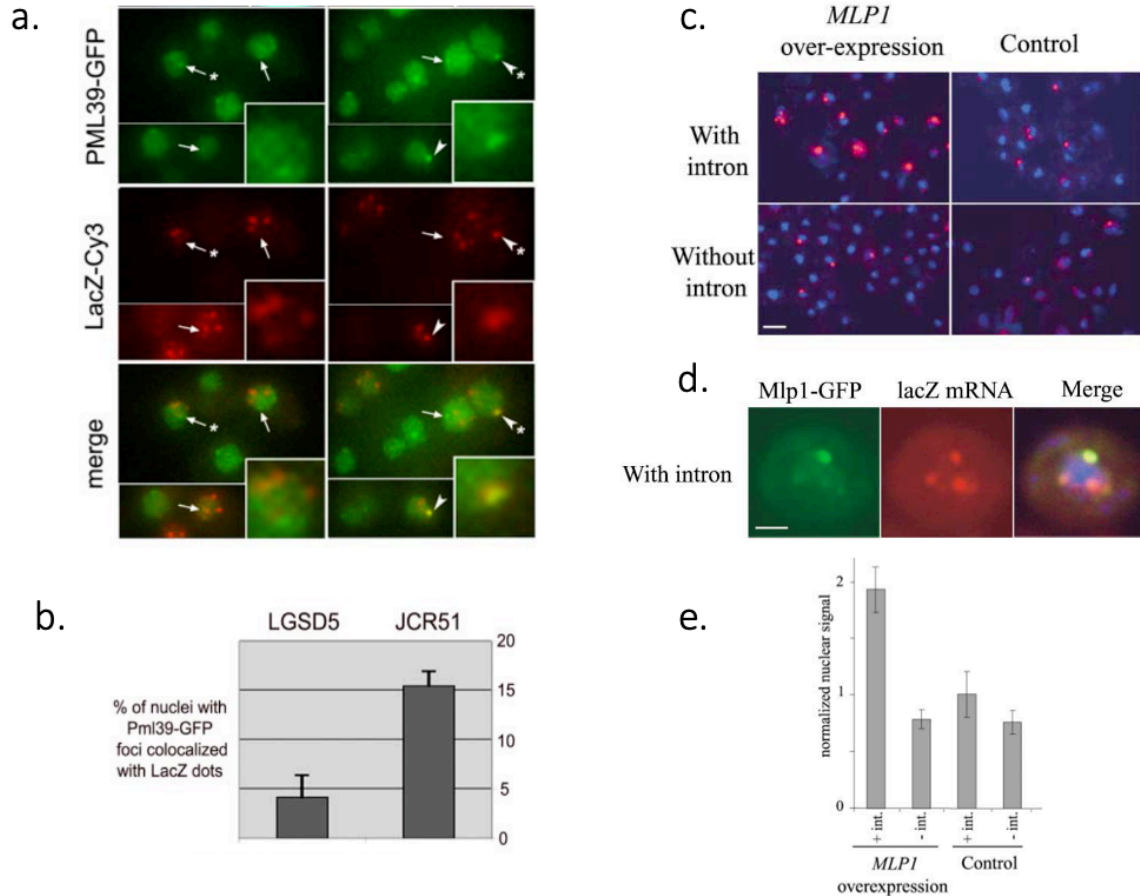 a.
PML39-GFP
LacZ-Cy3
merge
*
*
*
*
*
*
b.
LGSD5 JCR51
% of nuclei with
Pml39-GFP
foci colocalized
with LacZ dots
20
15
10
5
0
c.
MLP1
over-expression
Control
With
intron
Without
intron
d.
Mlp1-GFP lacZ mRNA Merge
With intron
e.
normalized nuclear signal
2
1
0
+ int.
- int.
+ int.
- int.
MLP1
overexpression
Control